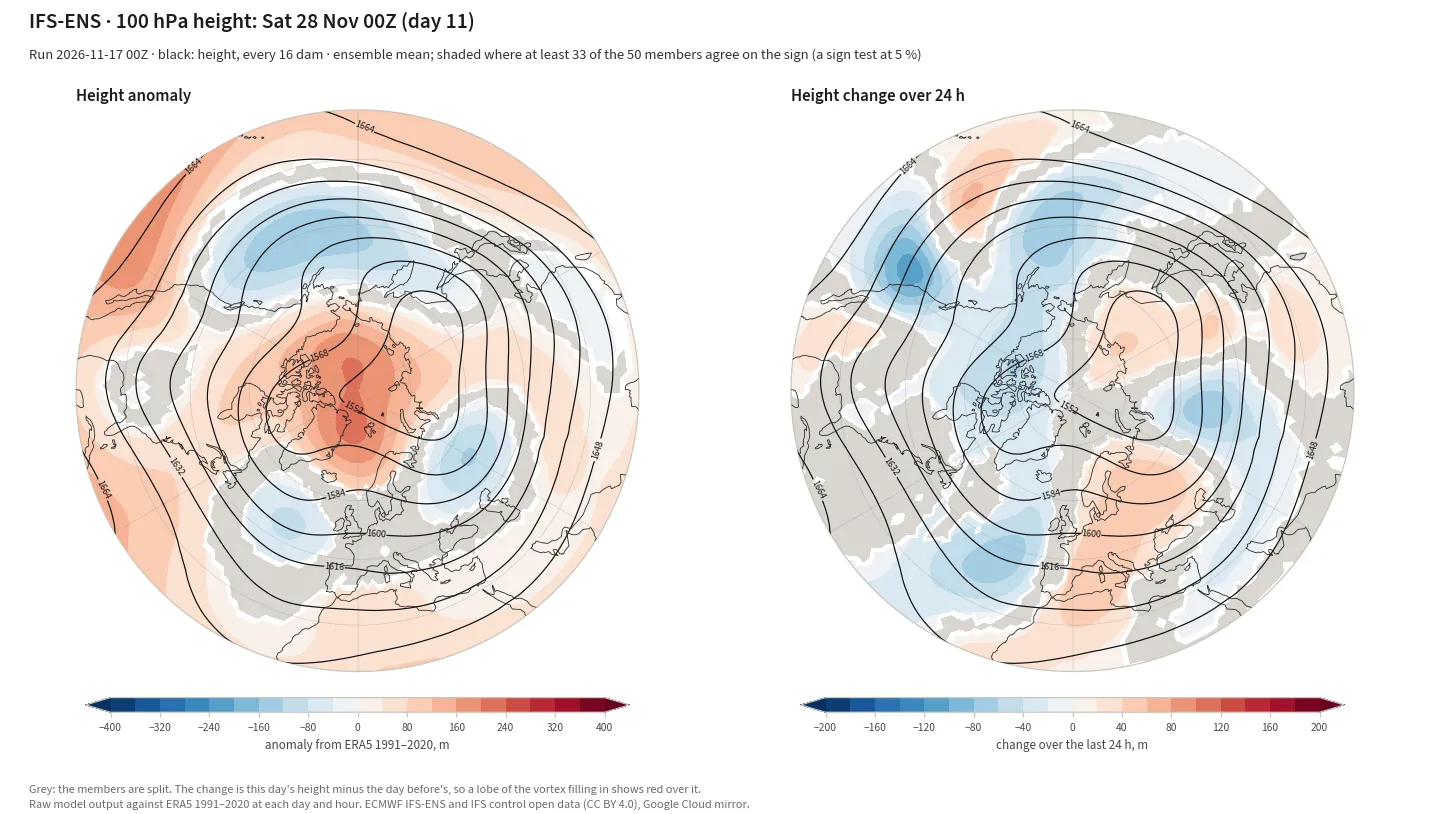 IFS-ENS · 100 hPa height: Sat 28 Nov 00Z (day 11)
Run 2026-11-17 00Z · black: height, every 16 dam · ensemble mean; shaded where at least 33 of the 50 members agree on the sign (a sign test at 5 %)
Height anomaly
Height change over 24 h
1664
1664
1568
1552
1648
1632
1664
1584
1600
1616
1664
1664
1568
1552
1648
1632
1664
1584
1600
1616
−400 −320 −240 −160 −80 0 80 160 240 320 400
anomaly from ERA5 1991–2020, m
−200 −160 −120 −80 −40 0 40 80 120 160 200
change over the last 24 h, m
Grey: the members are split. The change is this day's height minus the day before's, so a lobe of the vortex filling in shows red over it.
Raw model output against ERA5 1991–2020 at each day and hour. ECMWF IFS-ENS and IFS control open data (CC BY 4.0), Google Cloud mirror.